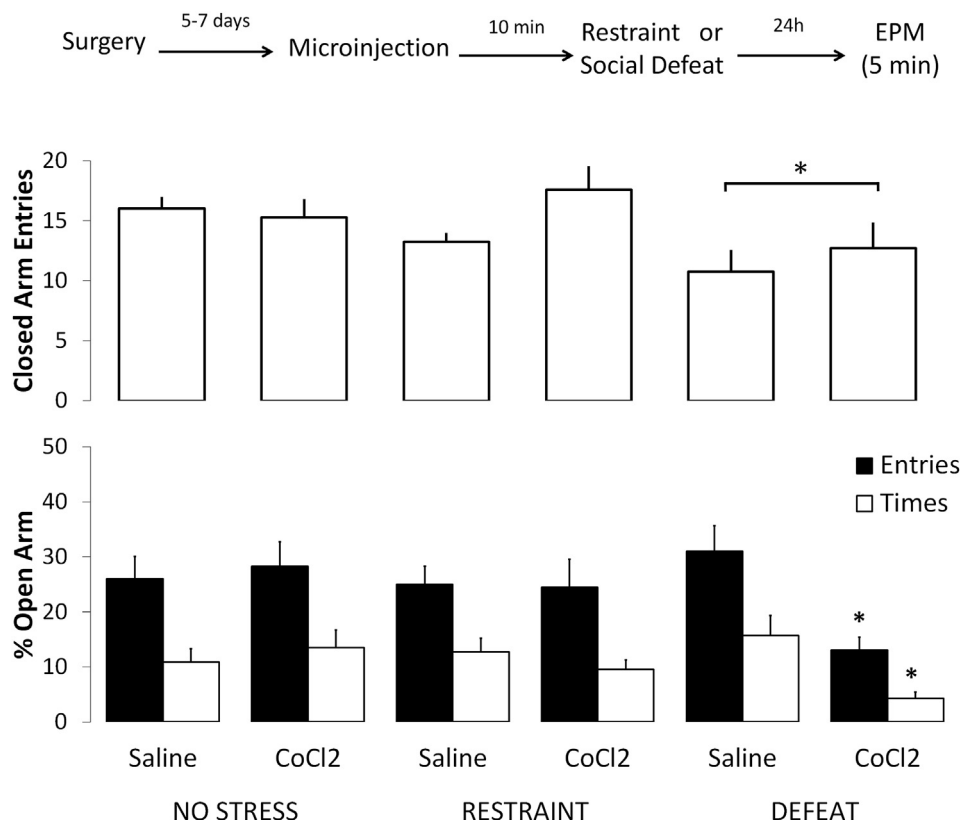 5-7 days
10 min
24h
Surgery
Microinjection
Restraint or
Social Defeat
EPM
(5 min)
Closed Arm Entries
20
15
10
5
0
*
% Open Arm
50
40
30
20
10
0
Entries
Times
*
*
Saline CoCl2 Saline CoCl2 Saline CoCl2
NO STRESS RESTRAINT DEFEAT